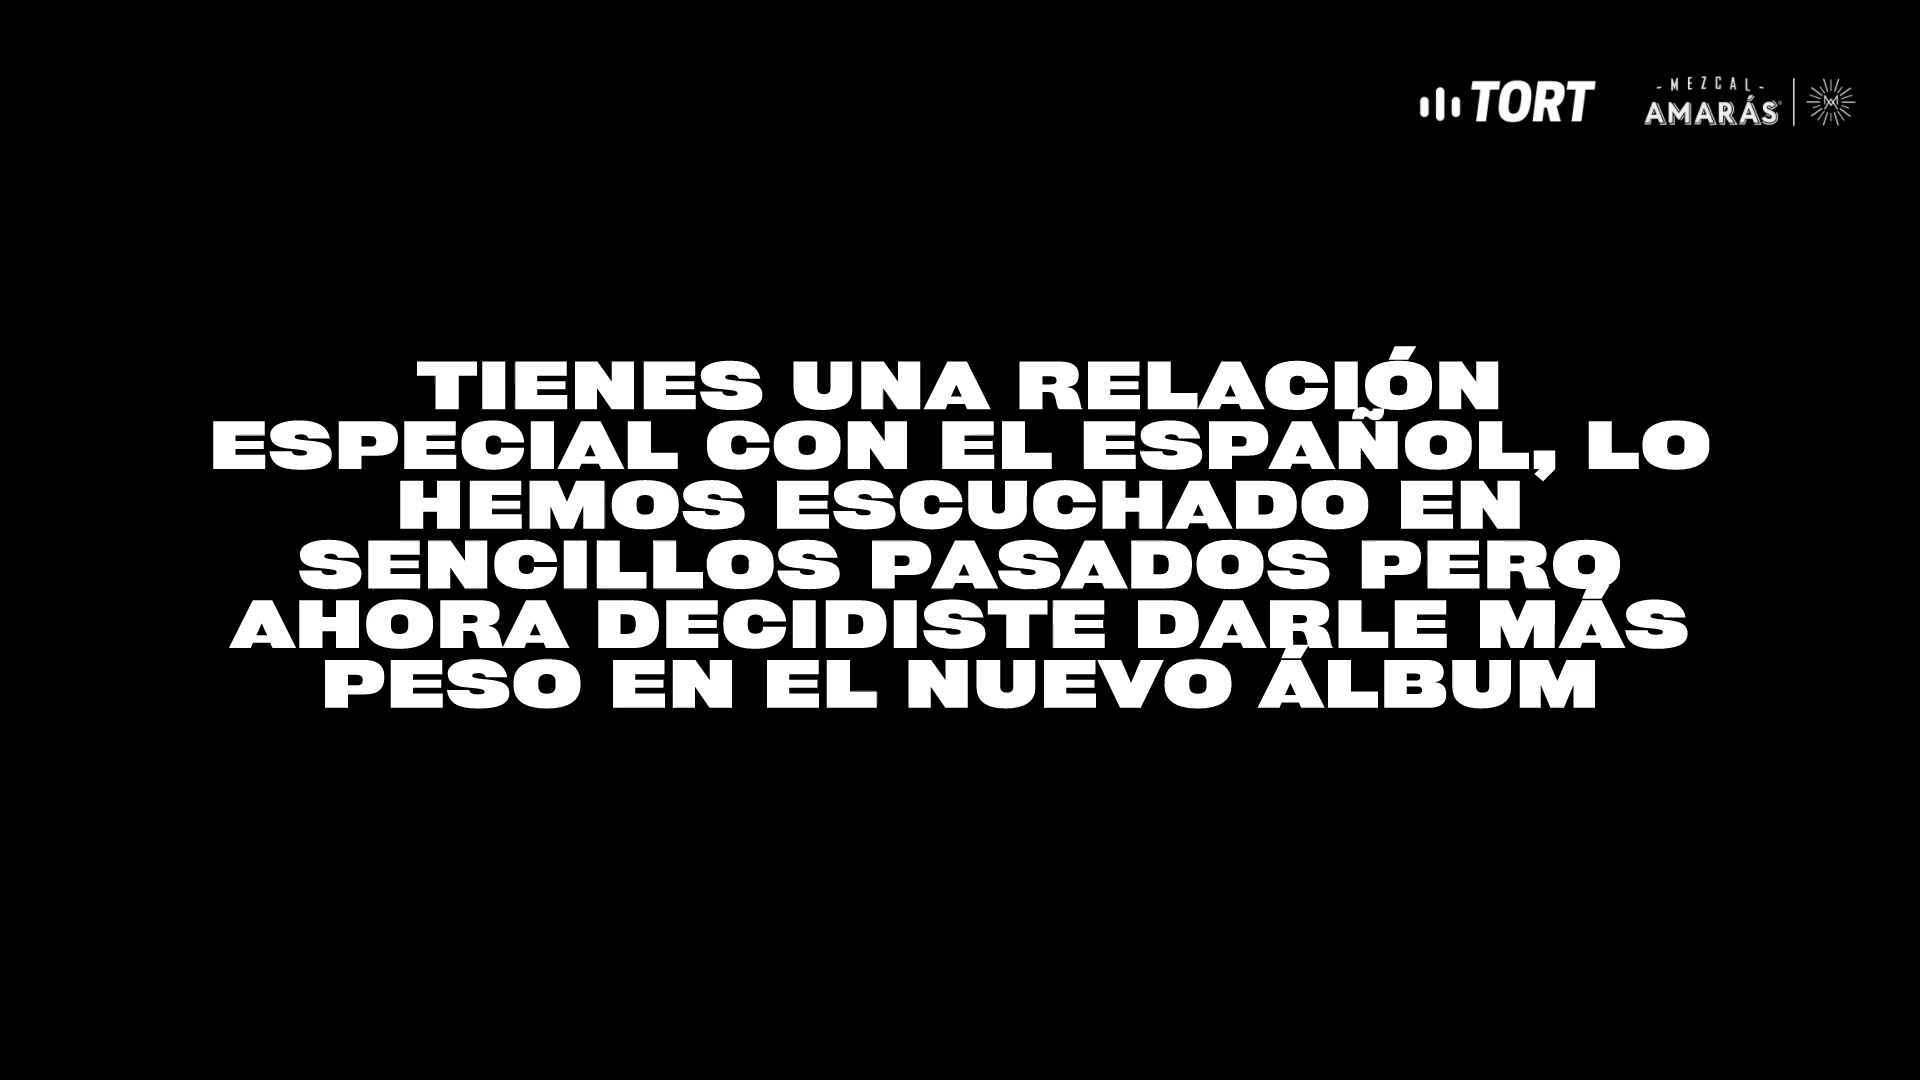 TORT
- MEZCAL -
AMARÁS
TIENES UNA RELACIÓN
ESPECIAL CON EL ESPAÑOL, LO
HEMOS ESCUCHADO EN
SENCILLOS PASADOS PERO
AHORA DECIDISTE DARLE MÁS
PESO EN EL NUEVO ÁLBUM